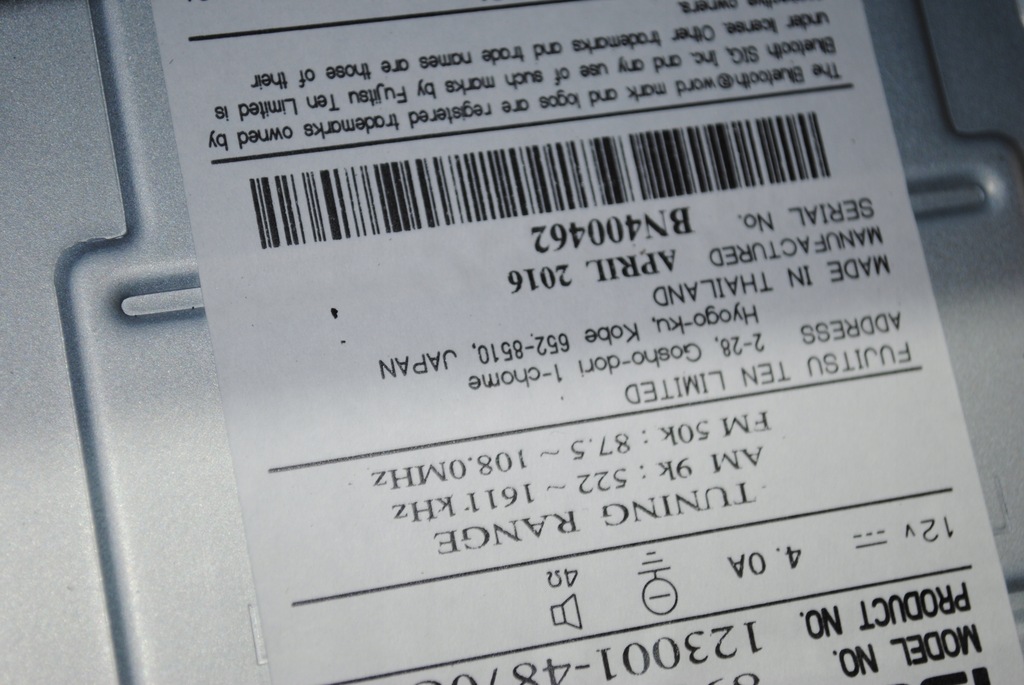 MODEL NO.
PRODUCT NO. 123001-4870
12v 4.0A 4Ω
TUNING RANGE
AM 9k : 522 ~ 1611kHz
FM 50k : 87.5 ~ 108.0MHz
FUJITSU TEN LIMITED
ADDRESS 2-28, Gosho-dori 1-chome
Hyogo-ku, Kobe 652-8510, JAPAN
MADE IN THAILAND
MANUFACTURED APRIL 2016
SERIAL No. BN400462
The Bluetooth® word mark and logos are registered trademarks owned by
Bluetooth SIG, Inc. and any use of such marks by Fujitsu Ten Limited is
under license. Other trademarks and trade names are those of their
respective owners.